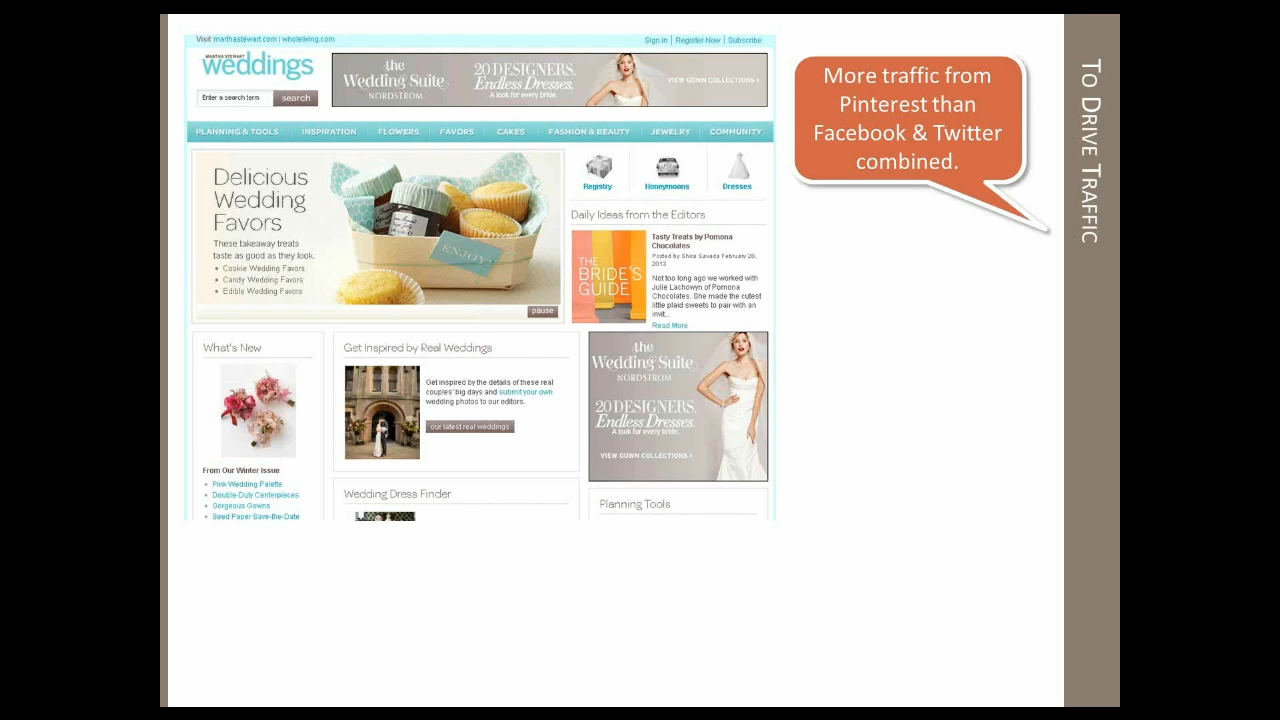 Visit marthastewart.com | wholeliving.com
Sign In | Register Now | Subscribe
MARTHA STEWART
weddings
Enter a search term
search
the
Wedding Suite
NORDSTROM
20 DESIGNERS.
Endless Dresses.
A look for every bride.
VIEW GOWN COLLECTIONS >
PLANNING & TOOLS INSPIRATION FLOWERS FAVORS CAKES FASHION & BEAUTY JEWELRY COMMUNITY
Delicious
Wedding
Favors
These takeaway treats
taste as good as they look.
• Cookie Wedding Favors
• Candy Wedding Favors
• Edible Wedding Favors
ENJOY
pause
Registry
Honeymoons
Dresses
Daily Ideas from the Editors
THE
BRIDE'S
GUIDE
Tasty Treats by Pomona
Chocolates
Posted by Shira Savada February 28,
2013
Not too long ago we worked with
Julie Lachowyn of Pomona
Chocolates. She made the cutest
little plaid sweets to pair with an
invit...
Read More
What's New
From Our Winter Issue
• Pink Wedding Palette
• Double-Duty Centerpieces
• Gorgeous Gowns
• Seed Paper Save-the-Date
Get Inspired by Real Weddings
Get inspired by the details of these real
couples' big days and submit your own
wedding photos to our editors.
our latest real weddings
Wedding Dress Finder
the
Wedding Suite
NORDSTROM
20 DESIGNERS.
Endless Dresses.
A look for every bride.
VIEW GOWN COLLECTIONS >
Planning Tools
More traffic from
Pinterest than
Facebook & Twitter
combined.
TO DRIVE TRAFFIC